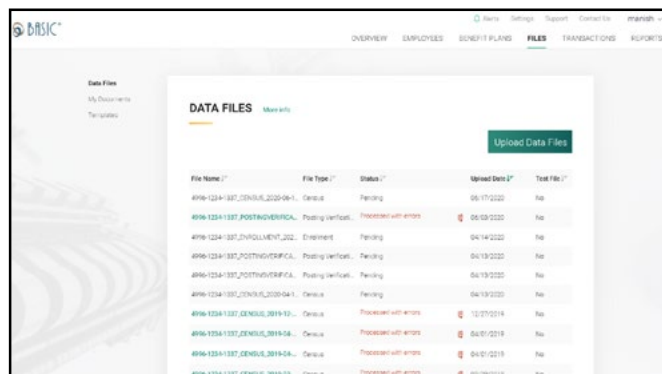 BASIC
Alerts Settings Support Contact Us manish
OVERVIEW EMPLOYEES BENEFIT PLANS FILES TRANSACTIONS REPORTS
Data Files
My Documents
Templates
DATA FILES More info
Upload Data Files
File Name File Type Status Upload Date Test File
4996-1234-1337_CENSUS_2020-06-1... Census Pending 06/17/2020 No
4996-1234-1337_POSTINGVERIFICA... Posting Verificati... Processed with errors 06/03/2020 No
4996-1234-1337_ENROLLMENT_202... Enrolment Pending 04/14/2020 No
4996-1234-1337_POSTINGVERIFICA... Posting Verificati... Pending 04/13/2020 No
4996-1234-1337_POSTINGVERIFICA... Posting Verificati... Pending 04/13/2020 No
4996-1234-1337_CENSUS_2020-04-1... Census Pending 04/13/2020 No
4996-1234-1337_CENSUS_2019-12-... Census Processed with errors 12/27/2019 No
4996-1234-1337_CENSUS_2019-04-... Census Processed with errors 04/01/2019 No
4996-1234-1337_CENSUS_2019-04-... Census Processed with errors 04/01/2019 No